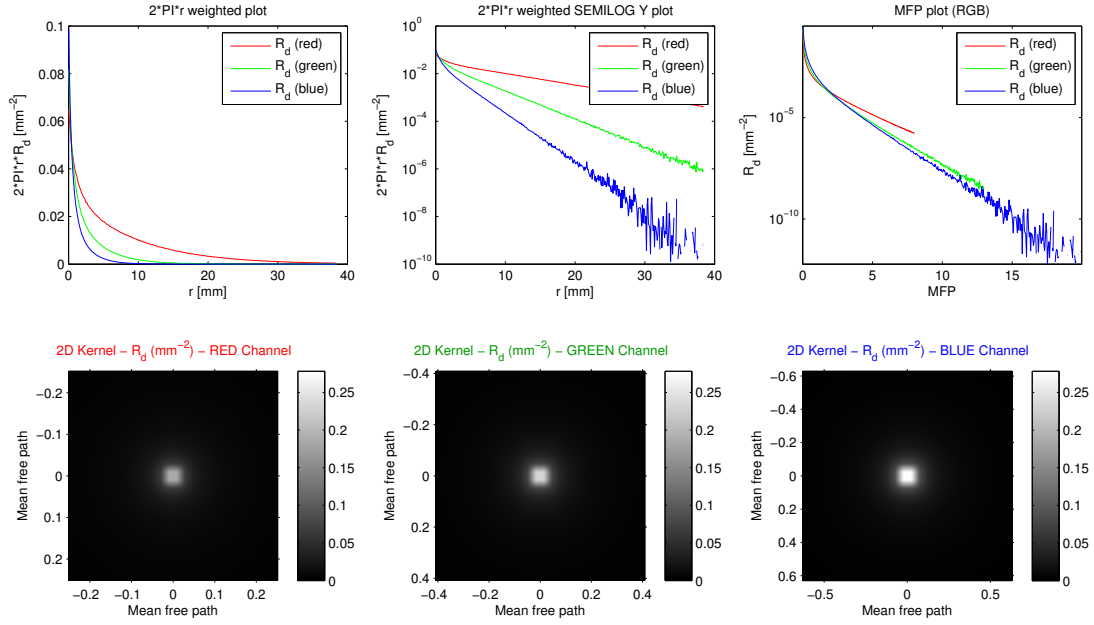 2*PI*r weighted plot
2*PI*r*R_d [mm^−2]
0.1
0.08
0.06
0.04
0.02
0
0 10 20 30 40
r [mm]
R_d (red)
R_d (green)
R_d (blue)
2*PI*r weighted SEMILOG Y plot
2*PI*r*R_d [mm^−2]
10^0
10^−2
10^−4
10^−6
10^−8
10^−10
0 10 20 30 40
r [mm]
R_d (red)
R_d (green)
R_d (blue)
MFP plot (RGB)
R_d [mm^−2]
10^−5
10^−10
0 5 10 15
MFP
R_d (red)
R_d (green)
R_d (blue)
2D Kernel − R_d (mm^−2) − RED Channel
Mean free path
−0.2
−0.1
0
0.1
0.2
−0.2 −0.1 0 0.1 0.2
Mean free path
0.25
0.2
0.15
0.1
0.05
0
2D Kernel − R_d (mm^−2) − GREEN Channel
Mean free path
−0.4
−0.2
0
0.2
0.4
−0.4 −0.2 0 0.2 0.4
Mean free path
0.25
0.2
0.15
0.1
0.05
0
2D Kernel − R_d (mm^−2) − BLUE Channel
Mean free path
−0.6
−0.4
−0.2
0
0.2
0.4
0.6
−0.5 0 0.5
Mean free path
0.25
0.2
0.15
0.1
0.05
0